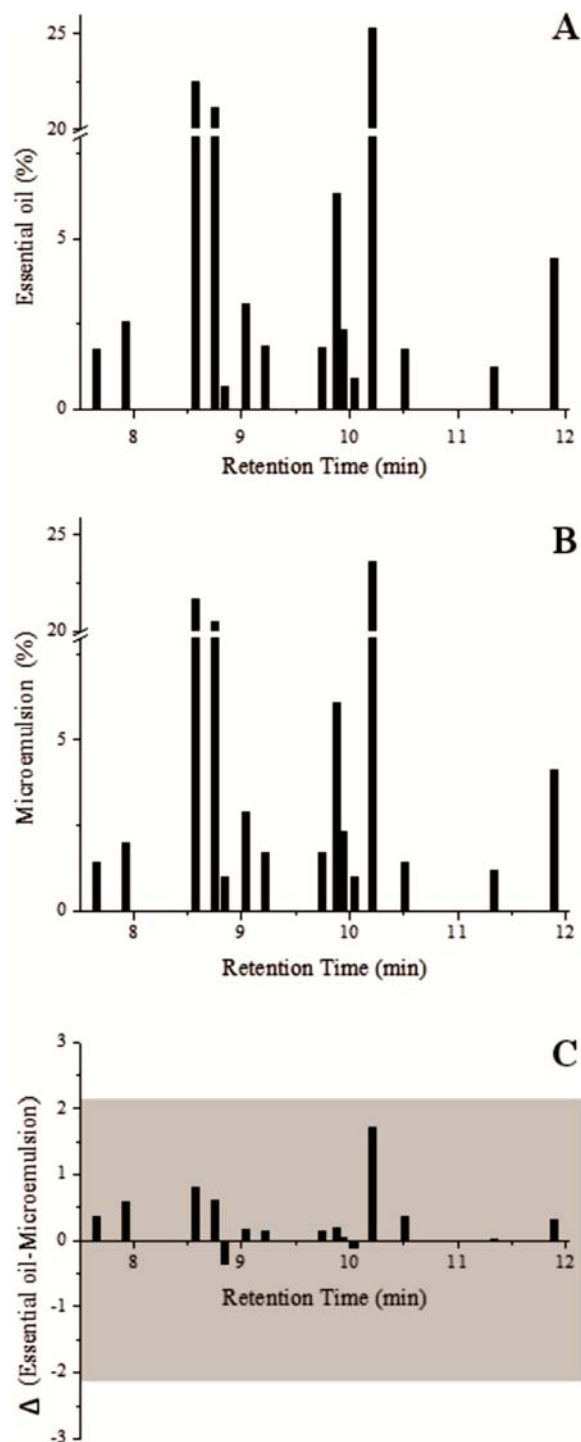 A
25
20
5
0
Essential oil (%)
8 9 10 11 12
Retention Time (min)
B
25
20
5
0
Microemulsion (%)
8 9 10 11 12
Retention Time (min)
C
3
2
1
0
-1
-2
-3
Δ (Essential oil-Microemulsion)
8 9 10 11 12
Retention Time (min)